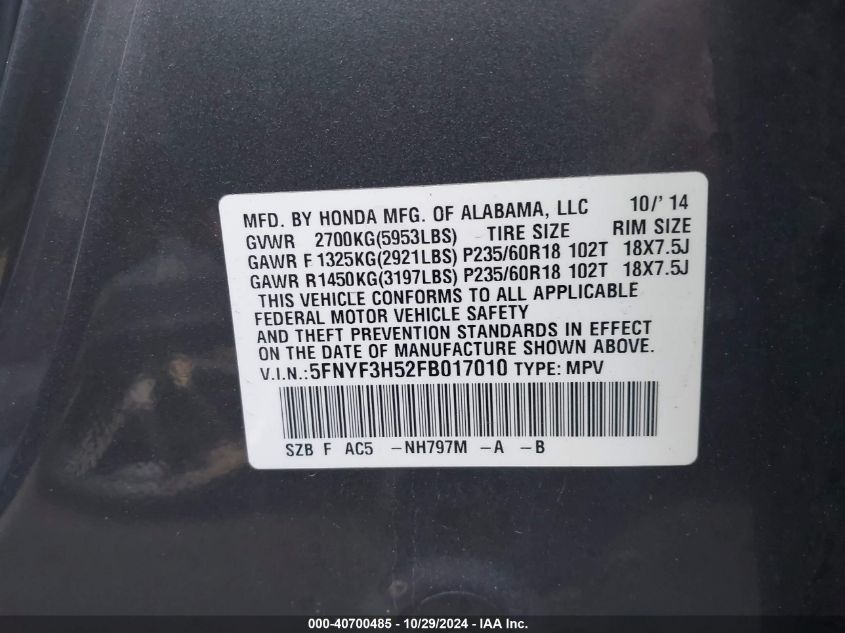 MFD. BY HONDA MFG. OF ALABAMA, LLC 10/' 14
GVWR 2700KG(5953LBS) TIRE SIZE RIM SIZE
GAWR F 1325KG(2921LBS) P235/60R18 102T 18X7.5J
GAWR R1450KG(3197LBS) P235/60R18 102T 18X7.5J
THIS VEHICLE CONFORMS TO ALL APPLICABLE
FEDERAL MOTOR VEHICLE SAFETY
AND THEFT PREVENTION STANDARDS IN EFFECT
ON THE DATE OF MANUFACTURE SHOWN ABOVE.
V.I.N.:5FNYF3H52FB017010 TYPE: MPV
SZB F AC5 -NH797M -A -B
000-40700485 - 10/29/2024 - IAA Inc.